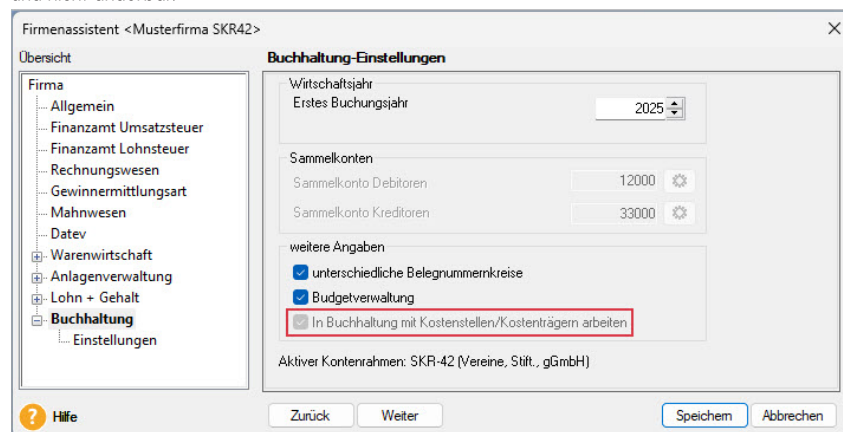 Firmenassistent <Musterfirma SKR42>
Übersicht
Firma
Allgemein
Finanzamt Umsatzsteuer
Finanzamt Lohnsteuer
Rechnungswesen
Gewinnermittlungsart
Mahnwesen
Datev
Warenwirtschaft
Anlagenverwaltung
Lohn + Gehalt
Buchhaltung
Einstellungen
Buchhaltung-Einstellungen
Wirtschaftsjahr
Erstes Buchungsjahr 2025
Sammelkonten
Sammelkonto Debitoren 12000
Sammelkonto Kreditoren 33000
weitere Angaben
unterschiedliche Belegnummernkreise
Budgetverwaltung
In Buchhaltung mit Kostenstellen/Kostenträgern arbeiten
Aktiver Kontenrahmen: SKR-42 (Vereine, Stift., gGmbH)
? Hilfe
Zurück Weiter Speichern Abbrechen